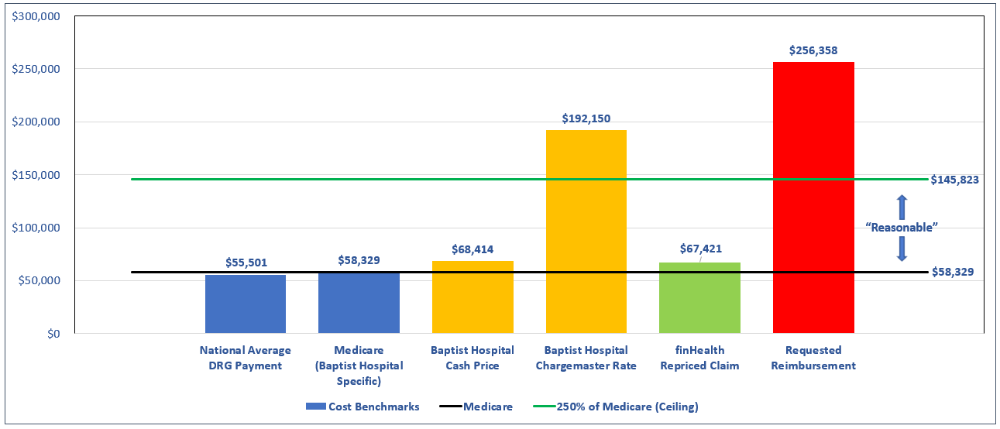 $300,000
$250,000
$200,000
$150,000
$100,000
$50,000
$0
$256,358
$192,150
$145,823
"Reasonable"
$68,414
$67,421
$55,501
$58,329
$58,329
National Average
DRG Payment
Medicare
(Baptist Hospital
Specific)
Baptist Hospital
Cash Price
Baptist Hospital
Chargemaster Rate
finHealth
Repriced Claim
Requested
Reimbursement
Cost Benchmarks
Medicare
250% of Medicare (Ceiling)